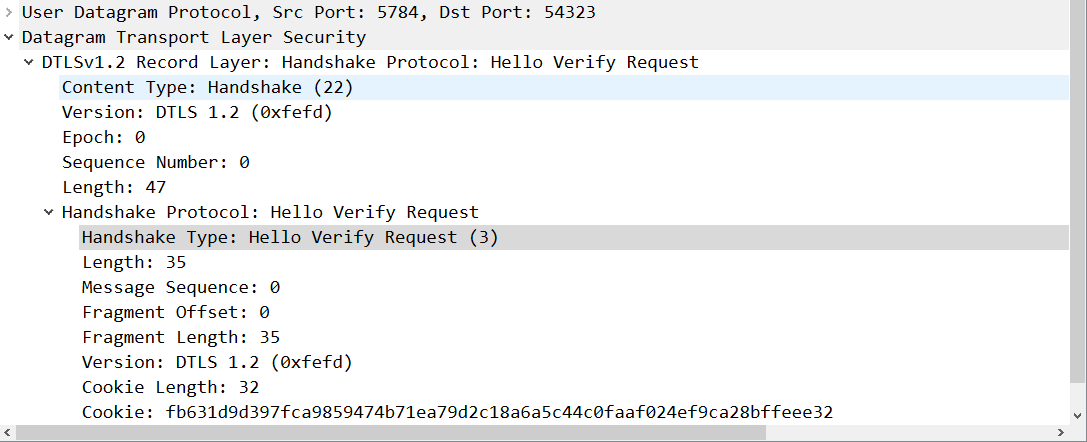 User Datagram Protocol, Src Port: 5784, Dst Port: 54323
Datagram Transport Layer Security
DTLSv1.2 Record Layer: Handshake Protocol: Hello Verify Request
Content Type: Handshake (22)
Version: DTLS 1.2 (0xfefd)
Epoch: 0
Sequence Number: 0
Length: 47
Handshake Protocol: Hello Verify Request
Handshake Type: Hello Verify Request (3)
Length: 35
Message Sequence: 0
Fragment Offset: 0
Fragment Length: 35
Version: DTLS 1.2 (0xfefd)
Cookie Length: 32
Cookie: fb631d9d397fca9859474b71ea79d2c18a6a5c44c0faaf024ef9ca28bffeee32